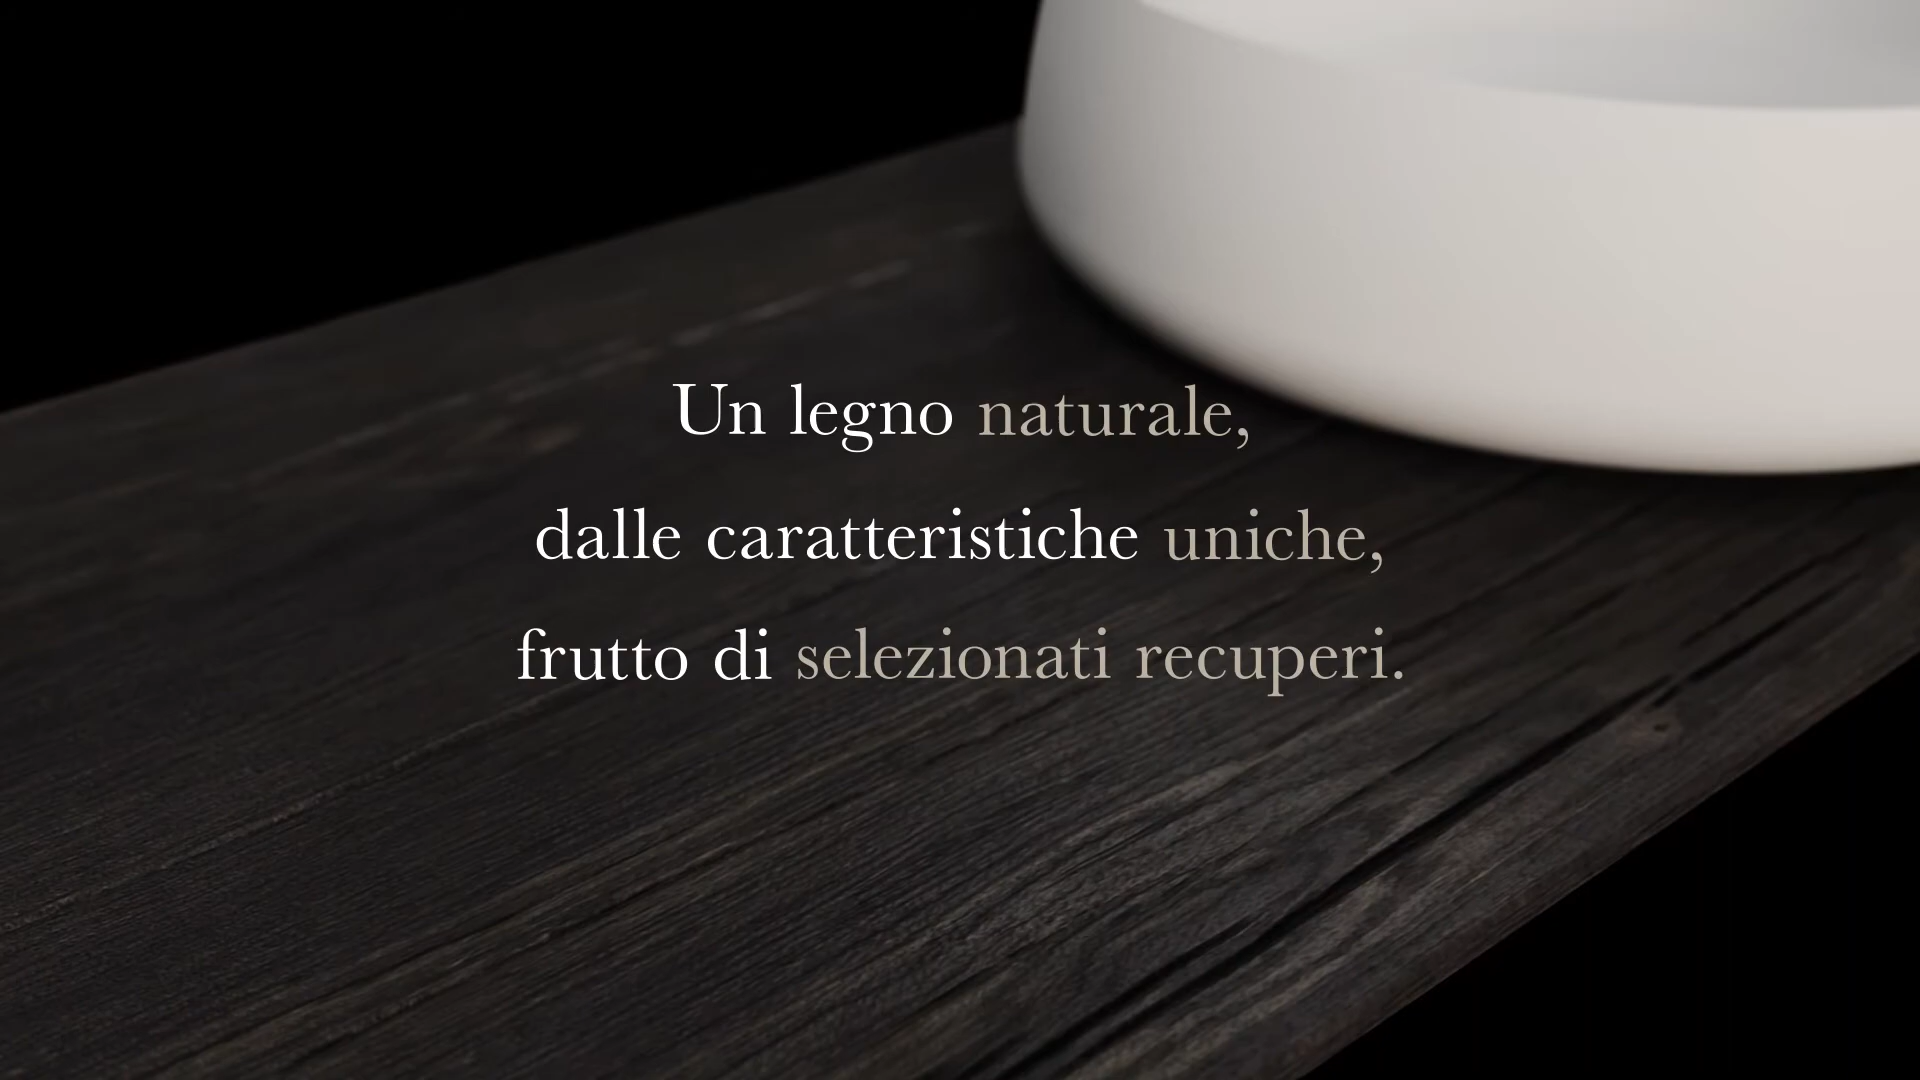 Un legno naturale,
dalle caratteristiche uniche,
frutto di selezionati recuperi.